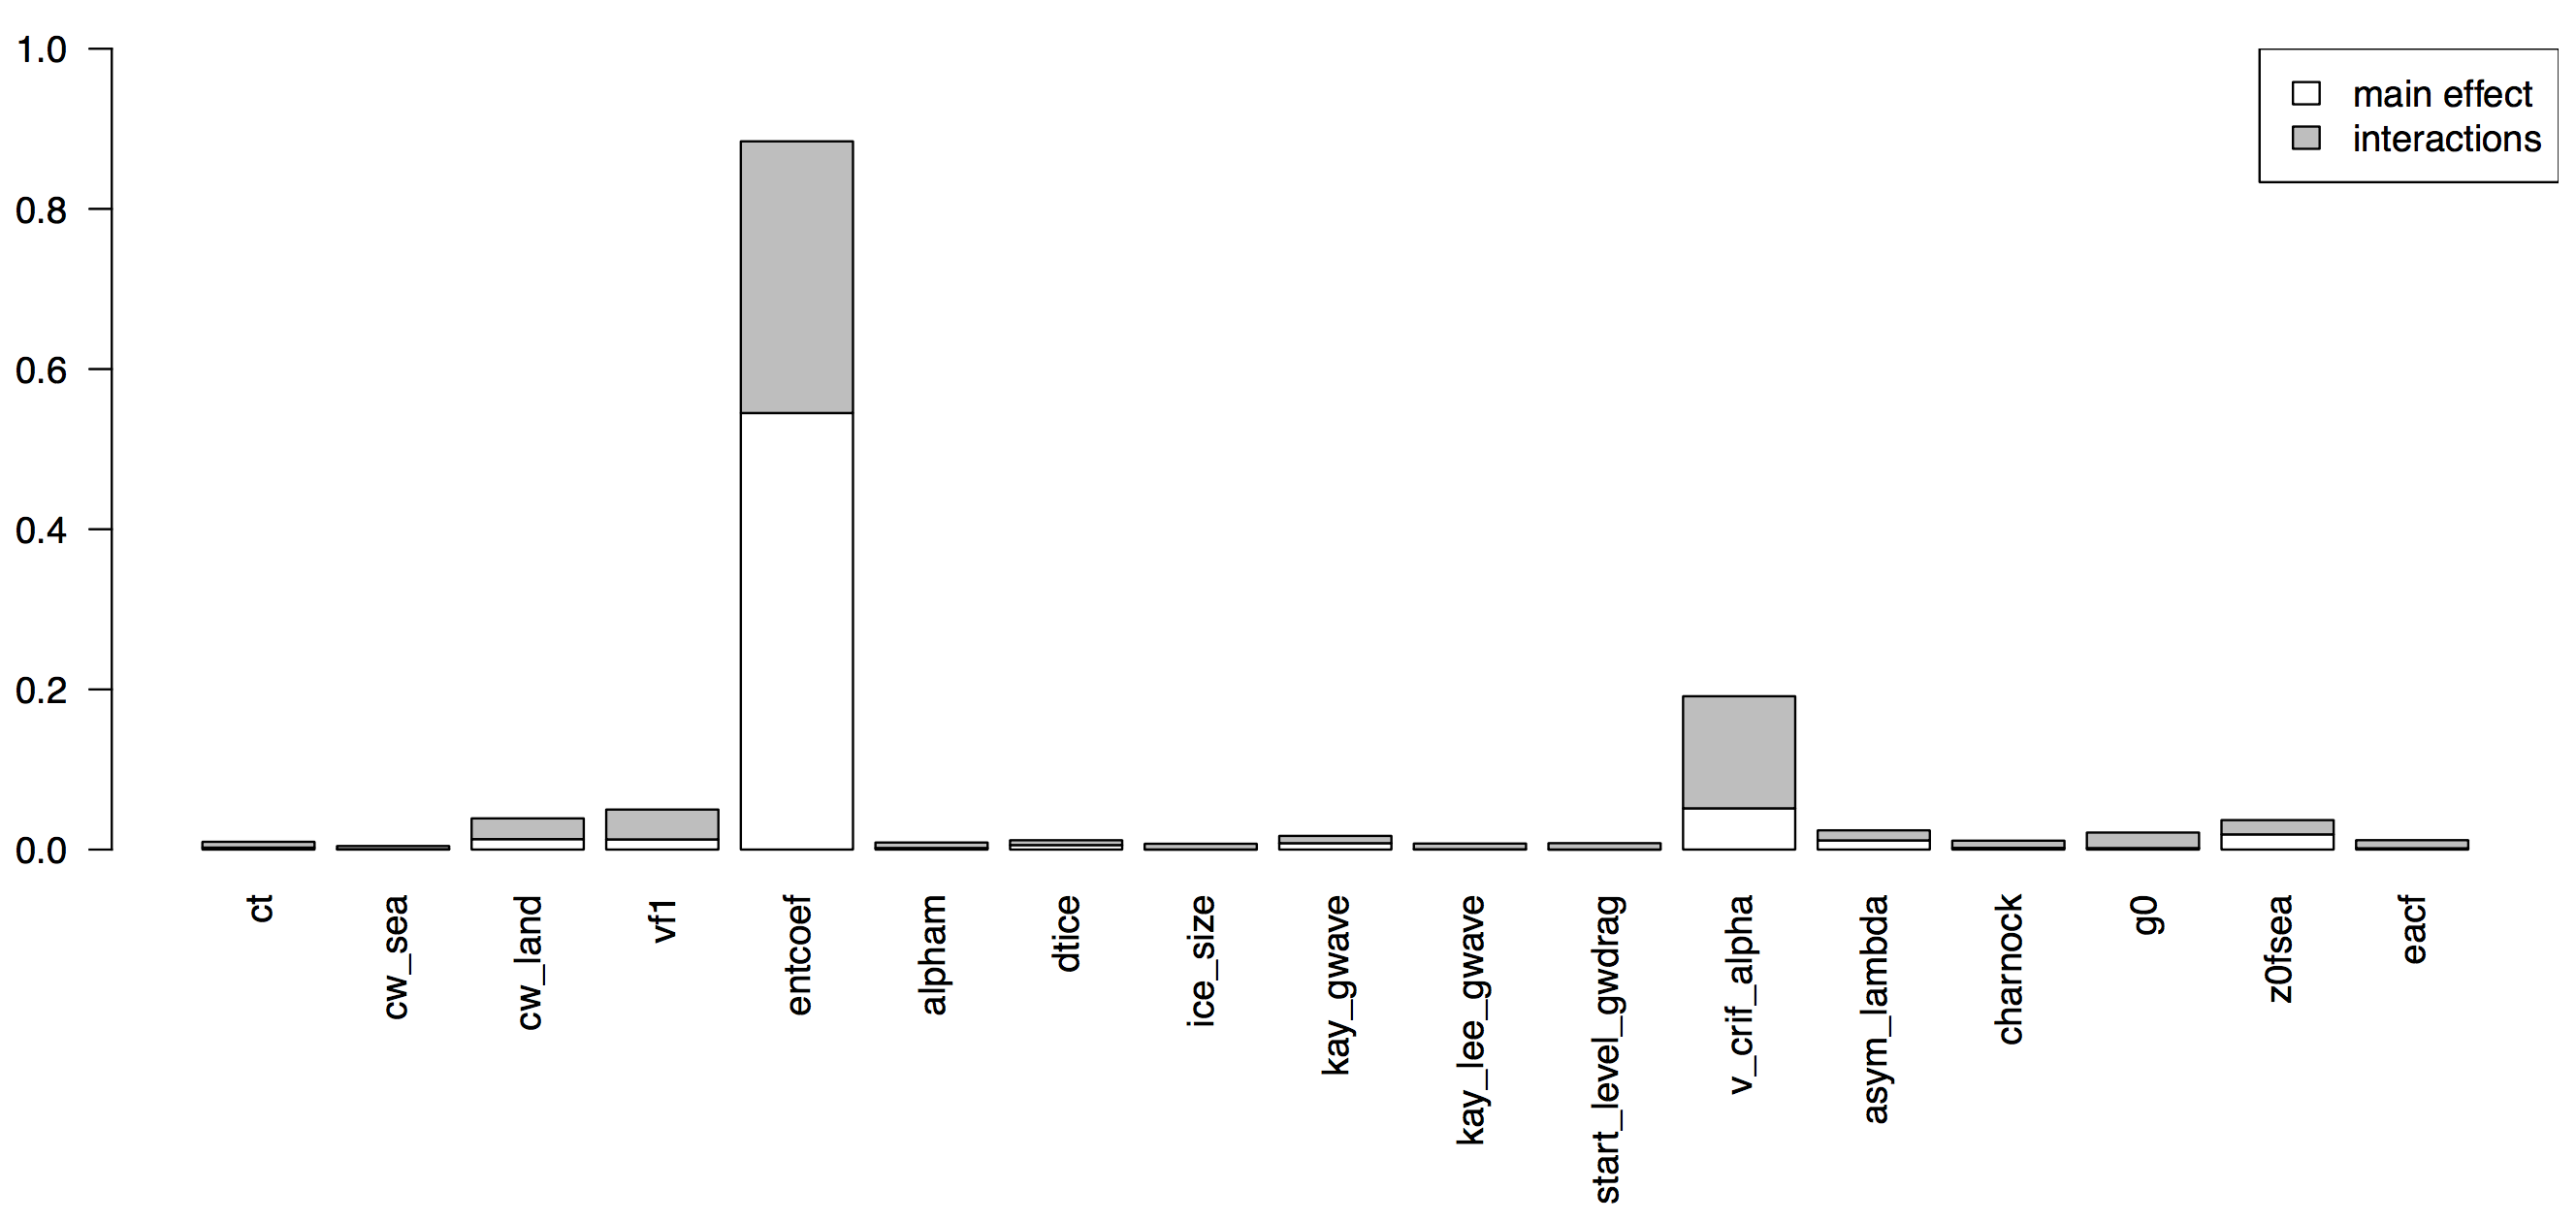 1.0
0.8
0.6
0.4
0.2
0.0
main effect
interactions
ct
cw_sea
cw_land
vf1
entcoef
alpham
dtice
ice_size
kay_gwave
kay_lee_gwave
start_level_gwdrag
v_crif_alpha
asym_lambda
charnock
g0
z0fsea
eacf